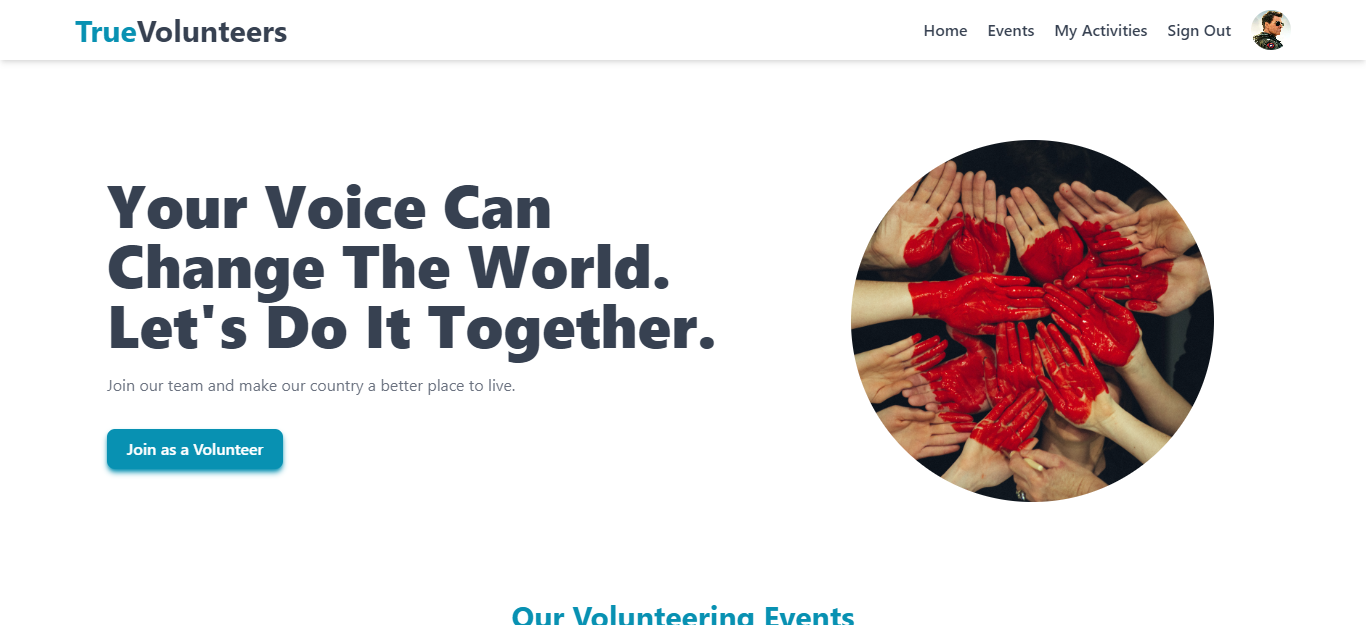 TrueVolunteers
Home Events My Activities Sign Out
Your Voice Can
Change The World.
Let's Do It Together.
Join our team and make our country a better place to live.
Join as a Volunteer
Our Volunteering Events